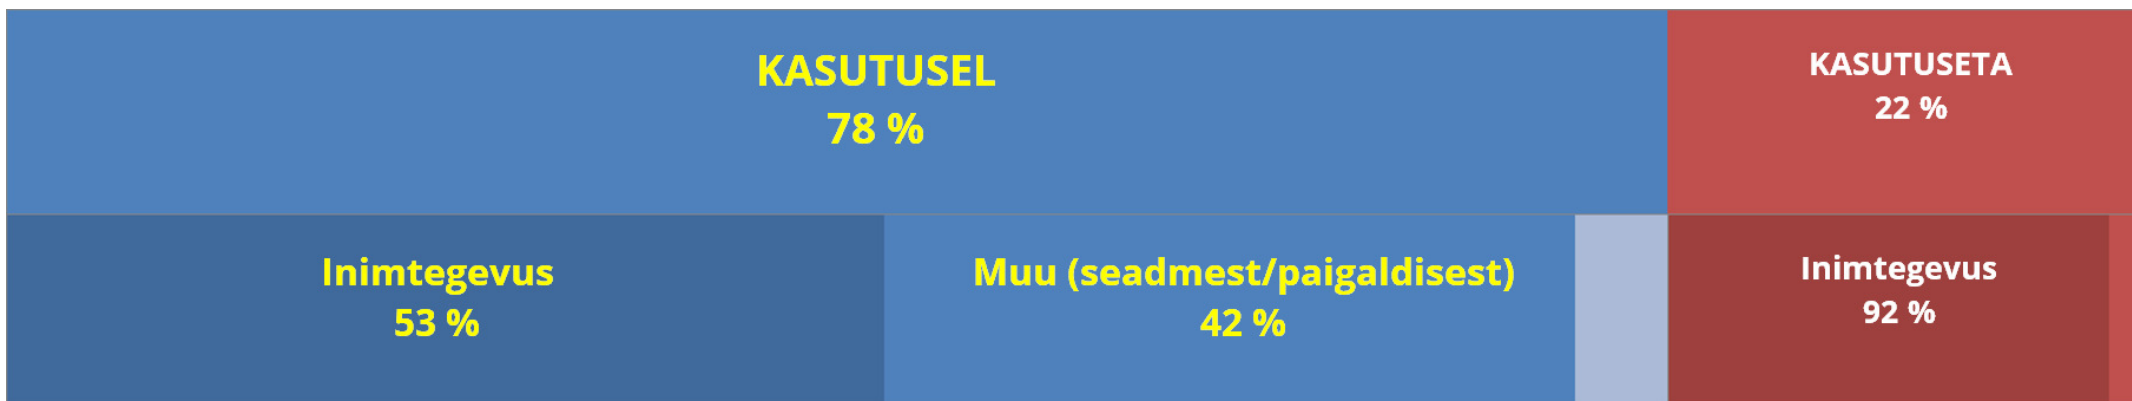 KASUTUSEL
78 %
KASUTUSETA
22 %
Inimtegevus
53 %
Muu (seadmest/paigaldisest)
42 %
Inimtegevus
92 %